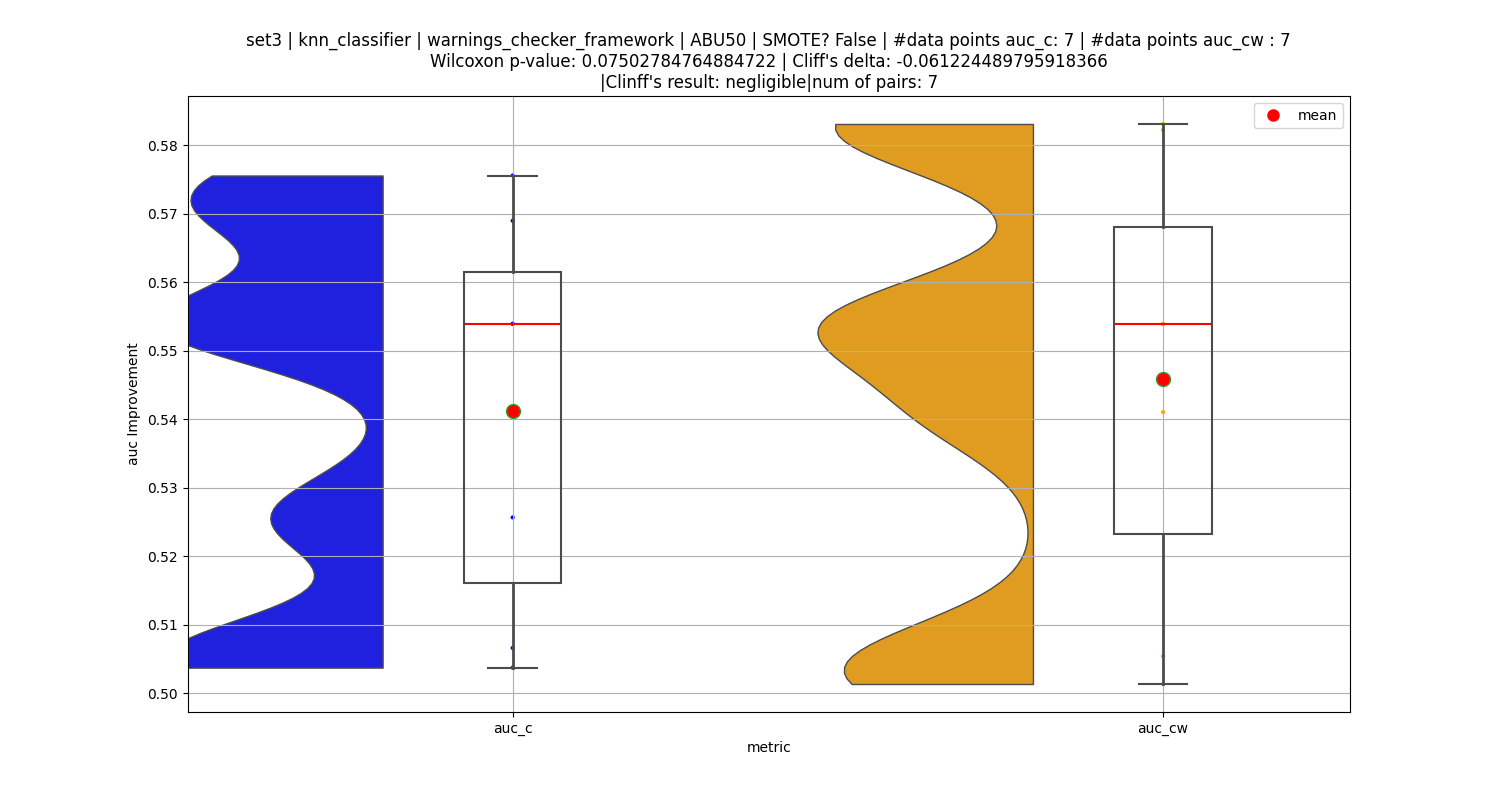 set3 | knn_classifier | warnings_checker_framework | ABU50 | SMOTE? False | #data points auc_c: 7 | #data points auc_cw : 7
Wilcoxon p-value: 0.07502784764884722 | Cliff's delta: -0.061224489795918366
|Clinff's result: negligible|num of pairs: 7
mean
0.58
0.57
0.56
0.55
0.54
0.53
0.52
0.51
0.50
auc Improvement
auc_c
auc_cw
metric